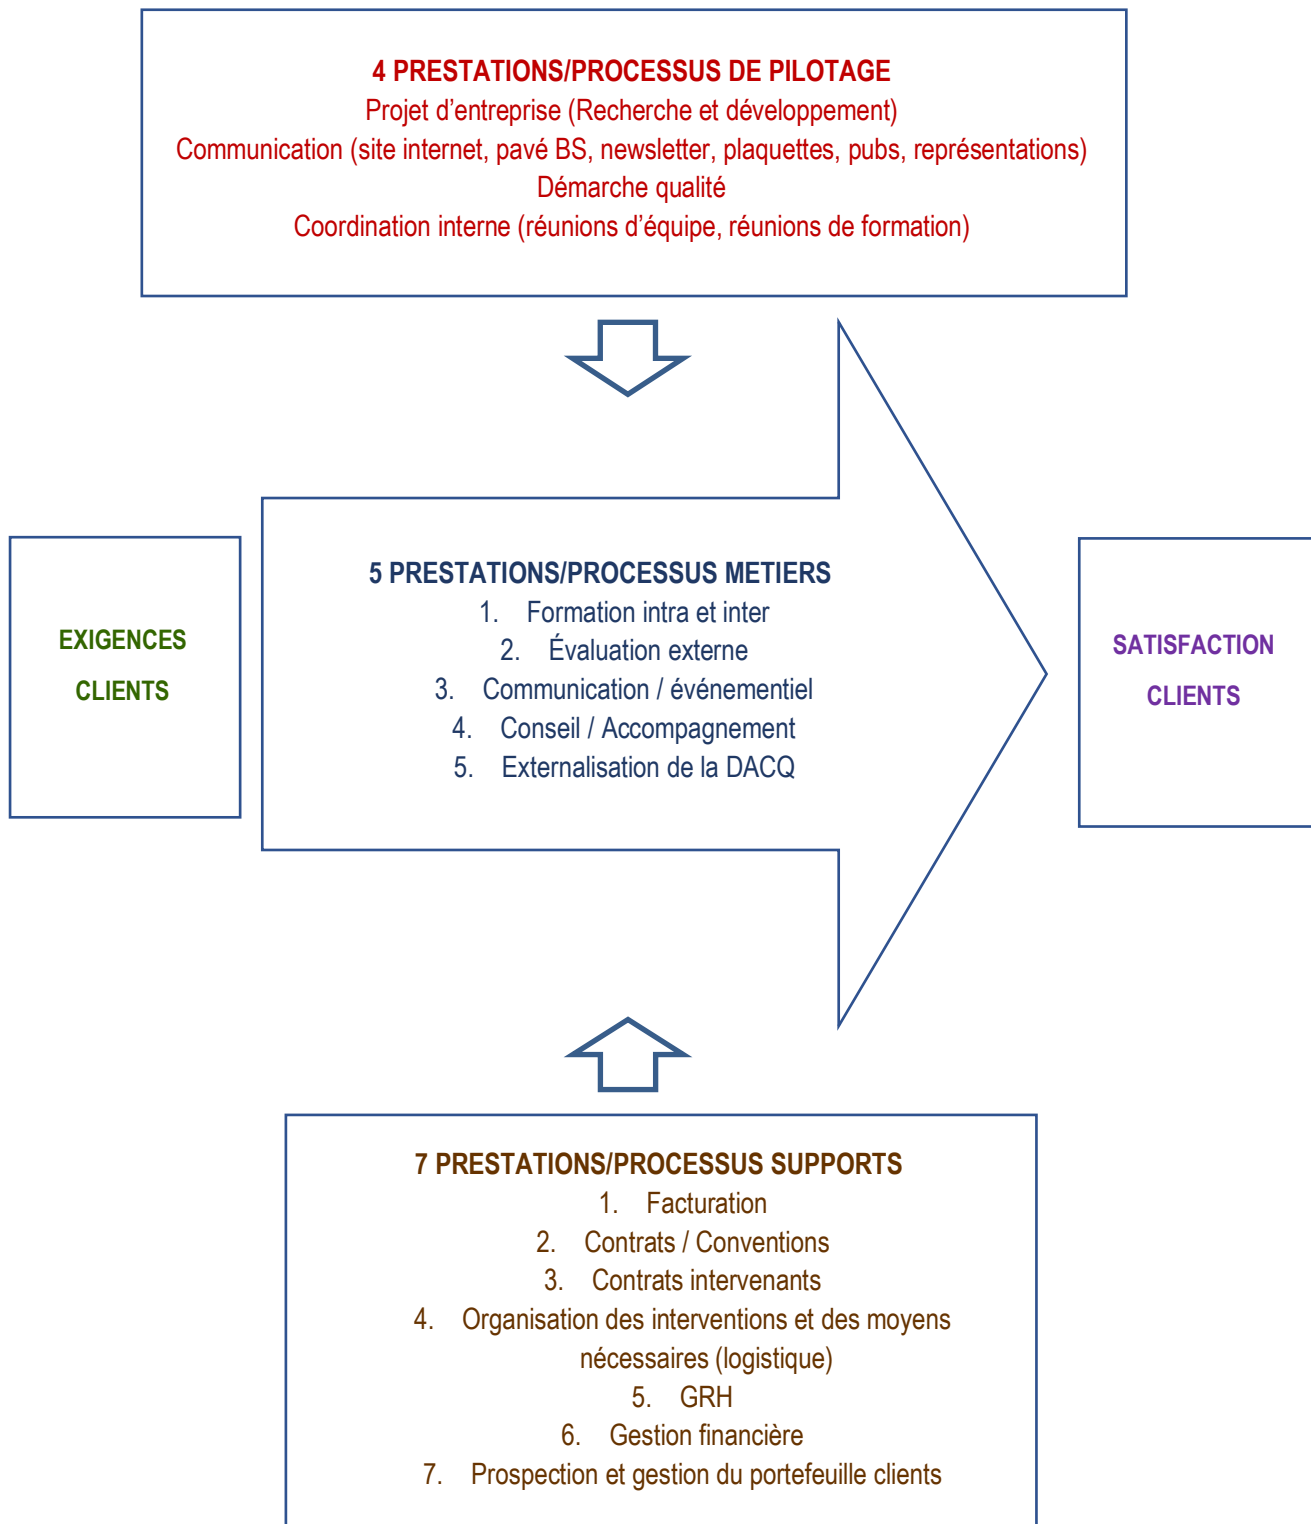 4 PRESTATIONS/PROCESSUS DE PILOTAGE
Projet d’entreprise (Recherche et développement)
Communication (site internet, pavé BS, newsletter, plaquettes, pubs, représentations)
Démarche qualité
Coordination interne (réunions d’équipe, réunions de formation)
EXIGENCES
CLIENTS
5 PRESTATIONS/PROCESSUS METIERS
1. Formation intra et inter
2. Évaluation externe
3. Communication / événementiel
4. Conseil / Accompagnement
5. Externalisation de la DACQ
SATISFACTION
CLIENTS
7 PRESTATIONS/PROCESSUS SUPPORTS
1. Facturation
2. Contrats / Conventions
3. Contrats intervenants
4. Organisation des interventions et des moyens
nécessaires (logistique)
5. GRH
6. Gestion financière
7. Prospection et gestion du portefeuille clients